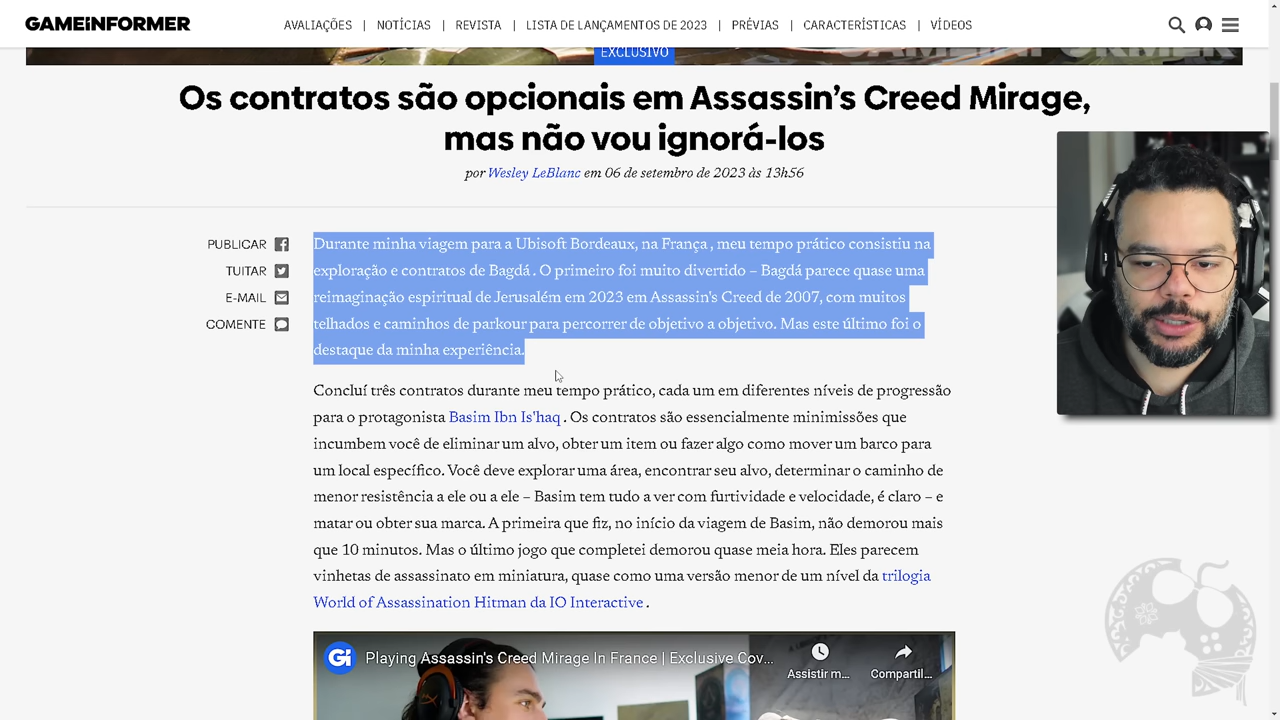 GAMEINFORMER
AVALIAÇÕES | NOTÍCIAS | REVISTA | LISTA DE LANÇAMENTOS DE 2023 | PRÉVIAS | CARACTERÍSTICAS | VÍDEOS
EXCLUSIVO
Os contratos são opcionais em Assassin's Creed Mirage,
mas não vou ignorá-los
por Wesley LeBlanc em 06 de setembro de 2023 às 13h56
PUBLICAR
TUITAR
E-MAIL
COMENTE
Durante minha viagem para a Ubisoft Bordeaux, na França , meu tempo prático consistiu na
exploração e contratos de Bagdá . O primeiro foi muito divertido – Bagdá parece quase uma
reimaginação espiritual de Jerusalém em 2023 em Assassin's Creed de 2007, com muitos
telhados e caminhos de parkour para percorrer de objetivo a objetivo. Mas este último foi o
destaque da minha experiência.
Concluí três contratos durante meu tempo prático, cada um em diferentes níveis de progressão
para o protagonista Basim Ibn Is'haq . Os contratos são essencialmente minimissões que
incumbem você de eliminar um alvo, obter um item ou fazer algo como mover um barco para
um local específico. Você deve explorar uma área, encontrar seu alvo, determinar o caminho de
menor resistência a ele ou a ele – Basim tem tudo a ver com furtividade e velocidade, é claro – e
matar ou obter sua marca. A primeira que fiz, no início da viagem de Basim, não demorou mais
que 10 minutos. Mas o último jogo que completei demorou quase meia hora. Eles parecem
vinhetas de assassinato em miniatura, quase como uma versão menor de um nível da trilogia
World of Assassination Hitman da IO Interactive .
Gi
Playing Assassin's Creed Mirage In France | Exclusive Cov...
Assistir m...
Compartil...